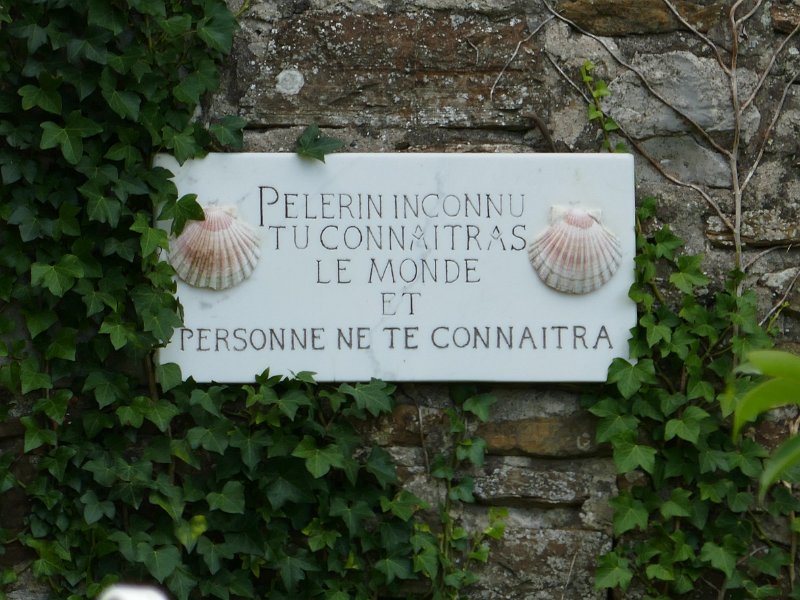 PELERIN INCONNU
TU CONNAITRAS
LE MONDE
ET
PERSONNE NE TE CONNAITRA